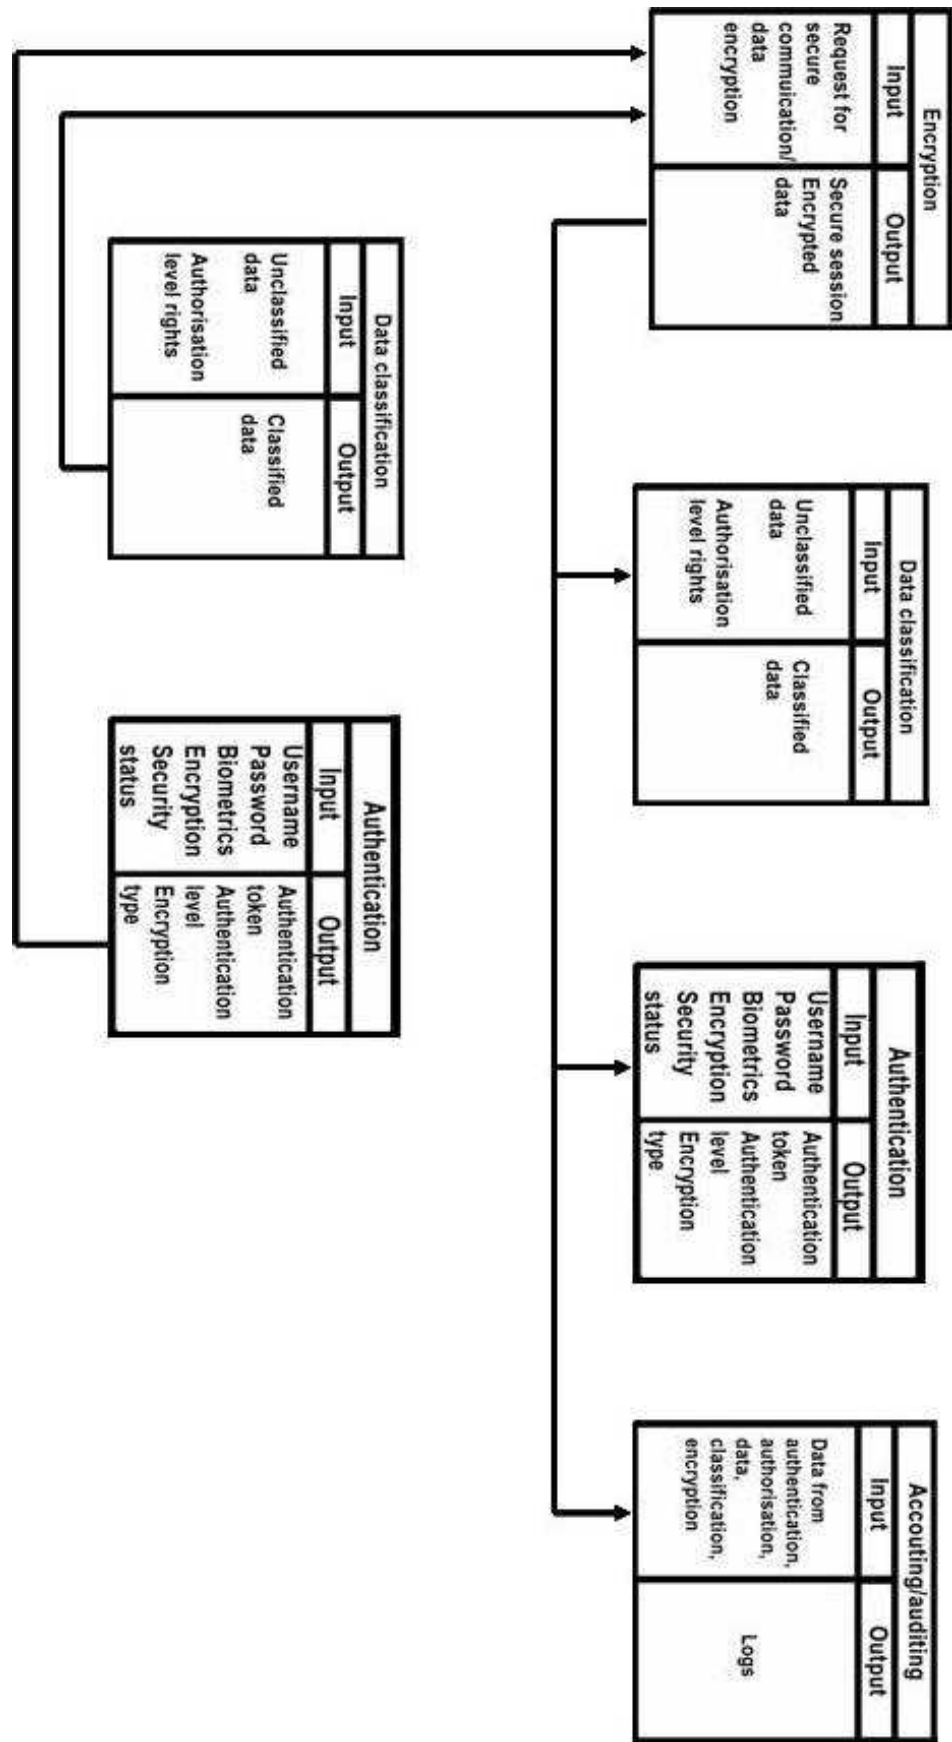 Encryption
Input
Output
Request for
secure
commuication/
data
encryption
Secure session
Encrypted
data
Data classification
Input
Output
Unclassified
data
Authorisation
level rights
Classified
data
Authentication
Input
Output
Username
Password
Biometrics
Encryption
Security
status
Authentication
token
Authentication
level
Encryption
type
Accouting/auditing
Input
Output
Data from
authentication,
authorisation,
data,
classification,
encryption
Logs
Data classification
Input
Output
Unclassified
data
Authorisation
level rights
Classified
data
Authentication
Input
Output
Username
Password
Biometrics
Encryption
Security
status
Authentication
token
Authentication
level
Encryption
type